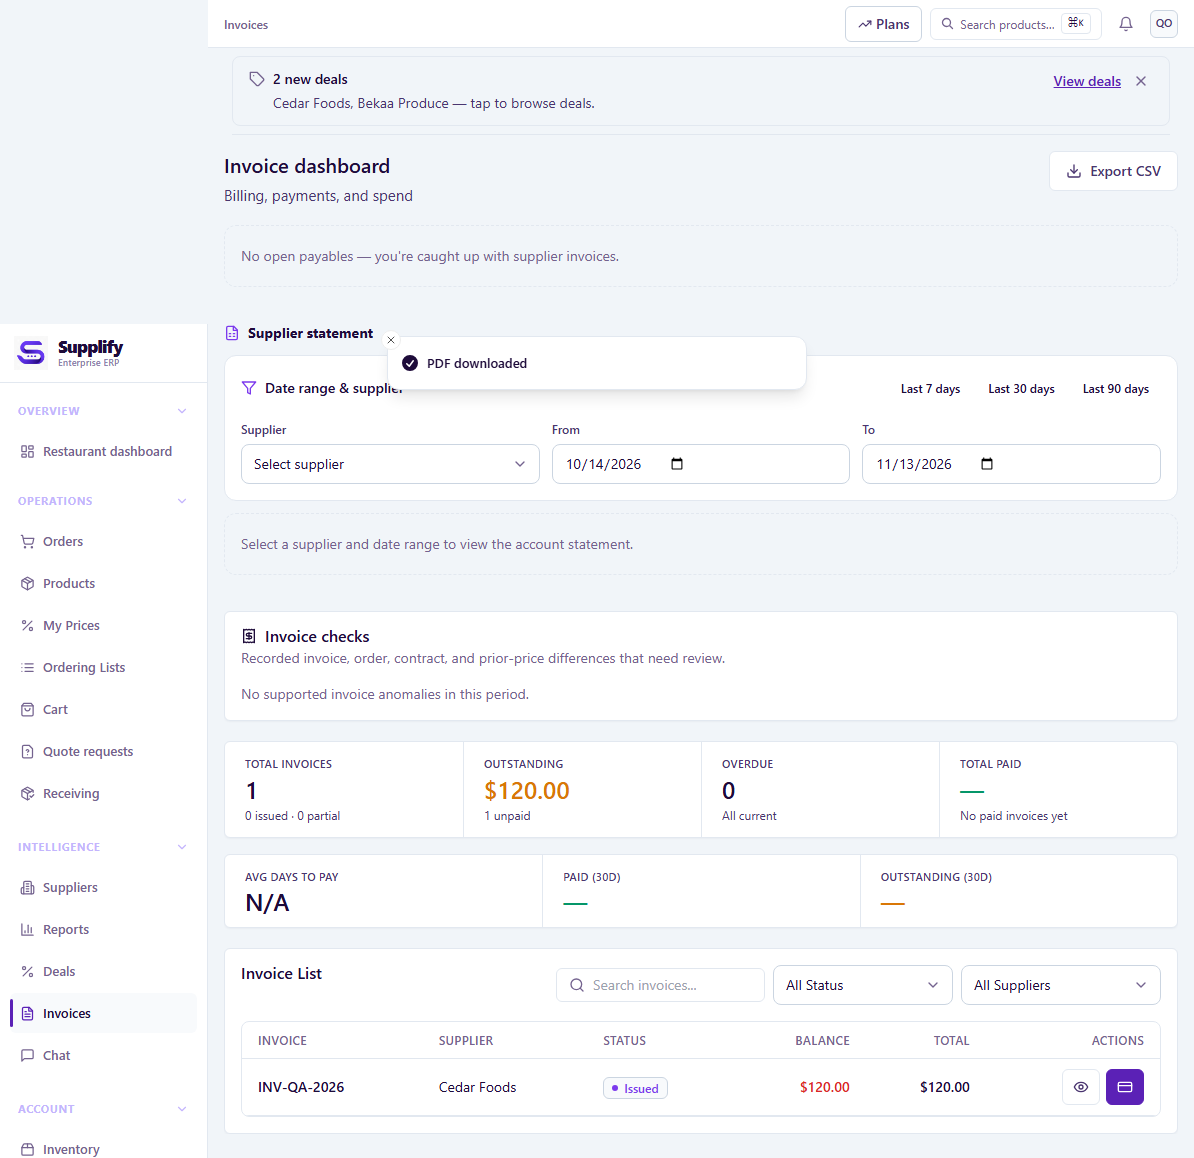 Invoices
Plans
Search products... ⌘K
QO
2 new deals
Cedar Foods, Bekaa Produce — tap to browse deals.
View deals
Invoice dashboard
Billing, payments, and spend
Export CSV
No open payables — you're caught up with supplier invoices.
Supplify
Enterprise ERP
OVERVIEW
Restaurant dashboard
OPERATIONS
Orders
Products
My Prices
Ordering Lists
Cart
Quote requests
Receiving
INTELLIGENCE
Suppliers
Reports
Deals
Invoices
Chat
ACCOUNT
Inventory
Supplier statement
PDF downloaded
Date range & supplier
Last 7 days Last 30 days Last 90 days
Supplier From To
Select supplier 10/14/2026 11/13/2026
Select a supplier and date range to view the account statement.
Invoice checks
Recorded invoice, order, contract, and prior-price differences that need review.
No supported invoice anomalies in this period.
TOTAL INVOICES OUTSTANDING OVERDUE TOTAL PAID
1 $120.00 0 —
0 issued · 0 partial 1 unpaid All current No paid invoices yet
AVG DAYS TO PAY PAID (30D) OUTSTANDING (30D)
N/A — —
Invoice List
Search invoices... All Status All Suppliers
INVOICE SUPPLIER STATUS BALANCE TOTAL ACTIONS
INV-QA-2026 Cedar Foods Issued $120.00 $120.00